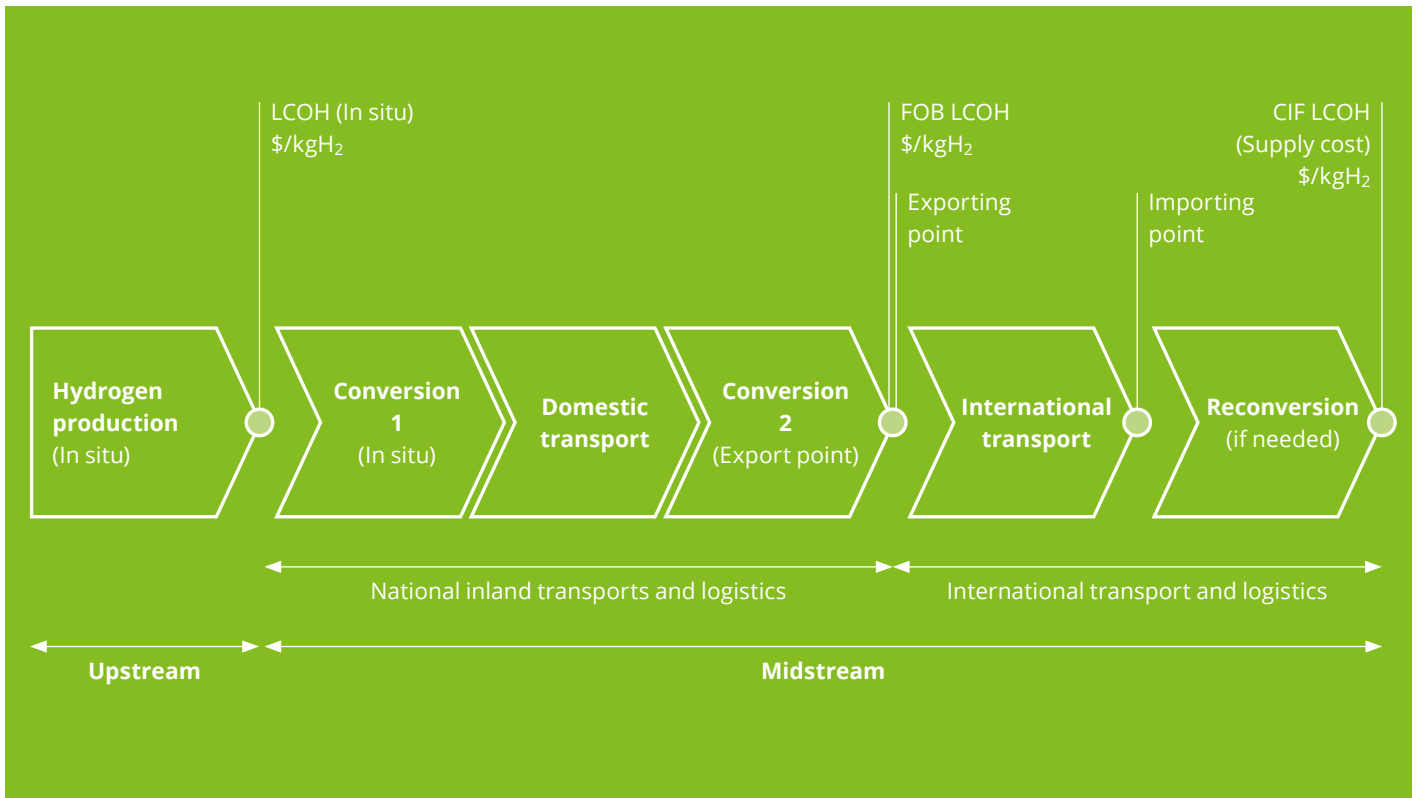 LCOH (In situ)
$/kgH₂
FOB LCOH
$/kgH₂
CIF LCOH
(Supply cost)
$/kgH₂
Exporting
point
Importing
point
Hydrogen
production
(In situ)
Conversion
1
(In situ)
Domestic
transport
Conversion
2
(Export point)
International
transport
Reconversion
(if needed)
National inland transports and logistics
International transport and logistics
Upstream
Midstream